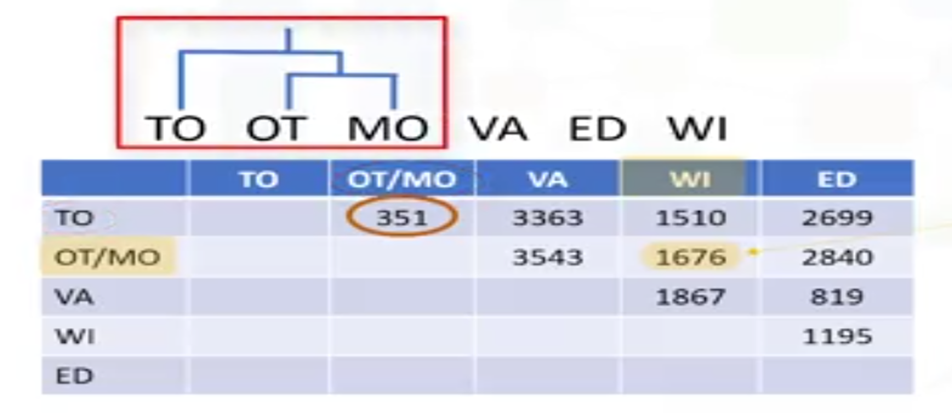 TO OT MO VA ED WI
TO OT/MO VA WI ED
TO 351 3363 1510 2699
OT/MO 3543 1676 2840
VA 1867 819
WI 1195
ED